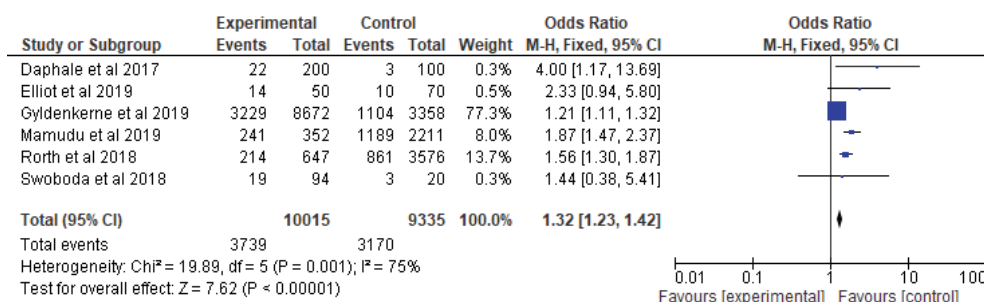 Experimental Control Odds Ratio Odds Ratio
Study or Subgroup Events Total Events Total Weight M-H, Fixed, 95% CI M-H, Fixed, 95% CI
Daphale et al 2017 22 200 3 100 0.3% 4.00 [1.17, 13.69]
Elliot et al 2019 14 50 10 70 0.5% 2.33 [0.94, 5.80]
Gyldenkerne et al 2019 3229 8672 1104 3358 77.3% 1.21 [1.11, 1.32]
Mamudu et al 2019 241 352 1189 2211 8.0% 1.87 [1.47, 2.37]
Rorth et al 2018 214 647 861 3576 13.7% 1.56 [1.30, 1.87]
Swoboda et al 2018 19 94 3 20 0.3% 1.44 [0.38, 5.41]
Total (95% CI) 10015 9335 100.0% 1.32 [1.23, 1.42]
Total events 3739 3170
Heterogeneity: Chi² = 19.89, df = 5 (P = 0.001); I² = 75%
Test for overall effect: Z = 7.62 (P < 0.00001)
0.01 0.1 1 10 100
Favours [experimental] Favours [control]